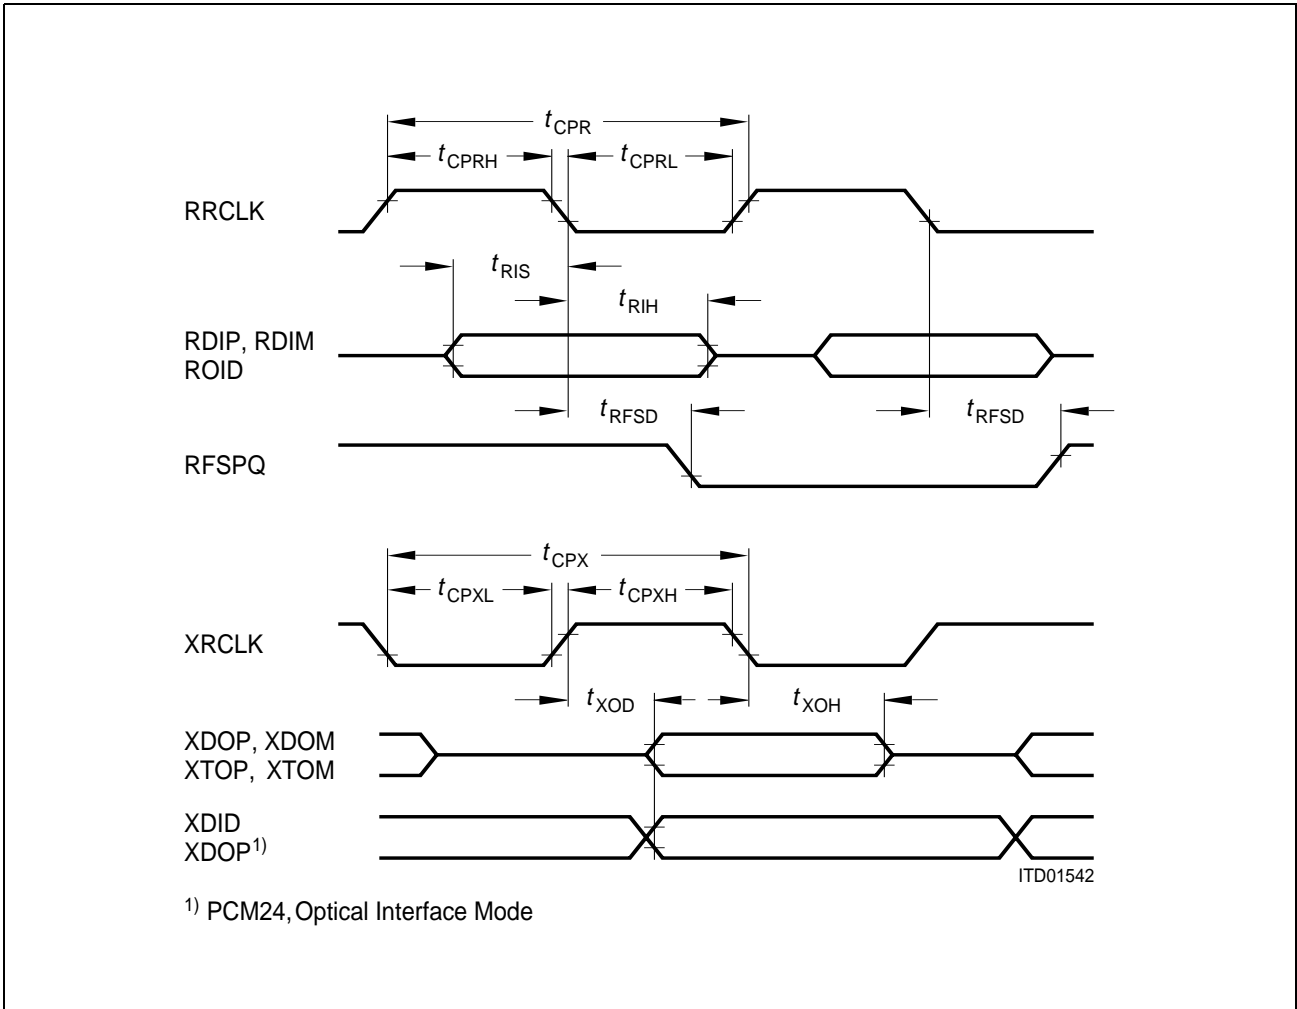 tCPR
tCPRH
tCPRL
RRCLK
tRIS
tRIH
RDIP, RDIM
ROID
tRFSD
tRFSD
RFSPQ
tCPX
tCPXL
tCPXH
XRCLK
tXOD
tXOH
XDOP, XDOM
XTOP, XTOM
XDID
XDOP1)
ITD01542
1) PCM24, Optical Interface Mode